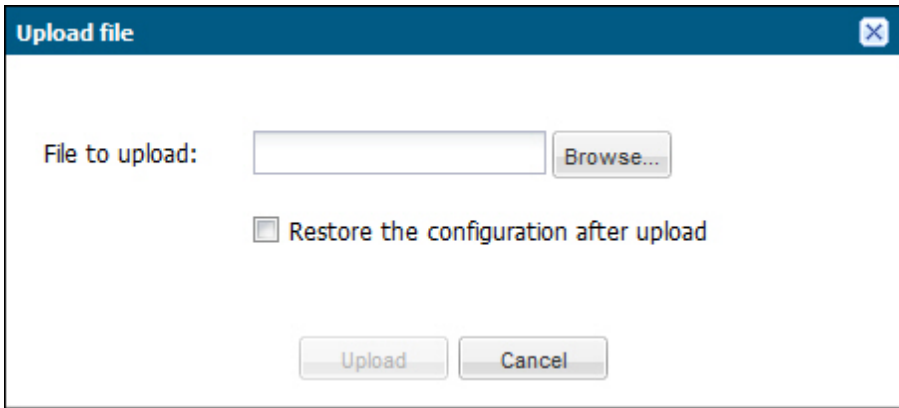 Upload file
File to upload:
Browse...
Restore the configuration after upload
Upload
Cancel